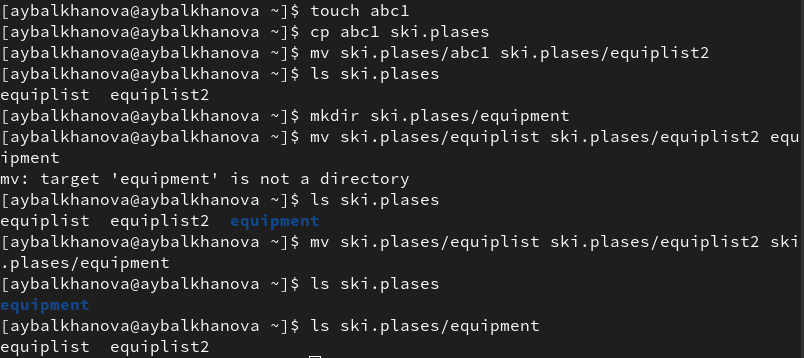 [aybalkhanova@aybalkhanova ~]$ touch abc1
[aybalkhanova@aybalkhanova ~]$ cp abc1 ski.plases
[aybalkhanova@aybalkhanova ~]$ mv ski.plases/abc1 ski.plases/equiplist2
[aybalkhanova@aybalkhanova ~]$ ls ski.plases
equiplist  equiplist2
[aybalkhanova@aybalkhanova ~]$ mkdir ski.plases/equipment
[aybalkhanova@aybalkhanova ~]$ mv ski.plases/equiplist ski.plases/equiplist2 equ
ipment
mv: target 'equipment' is not a directory
[aybalkhanova@aybalkhanova ~]$ ls ski.plases
equiplist  equiplist2  equipment
[aybalkhanova@aybalkhanova ~]$ mv ski.plases/equiplist ski.plases/equiplist2 ski
.plases/equipment
[aybalkhanova@aybalkhanova ~]$ ls ski.plases
equipment
[aybalkhanova@aybalkhanova ~]$ ls ski.plases/equipment
equiplist  equiplist2